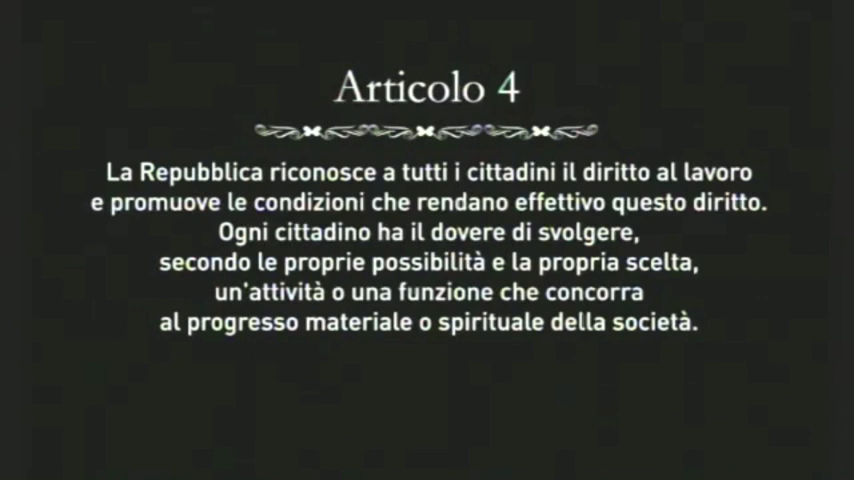 Articolo 4
La Repubblica riconosce a tutti i cittadini il diritto al lavoro
e promuove le condizioni che rendano effettivo questo diritto.
Ogni cittadino ha il dovere di svolgere,
secondo le proprie possibilità e la propria scelta,
un'attività o una funzione che concorra
al progresso materiale o spirituale della società.